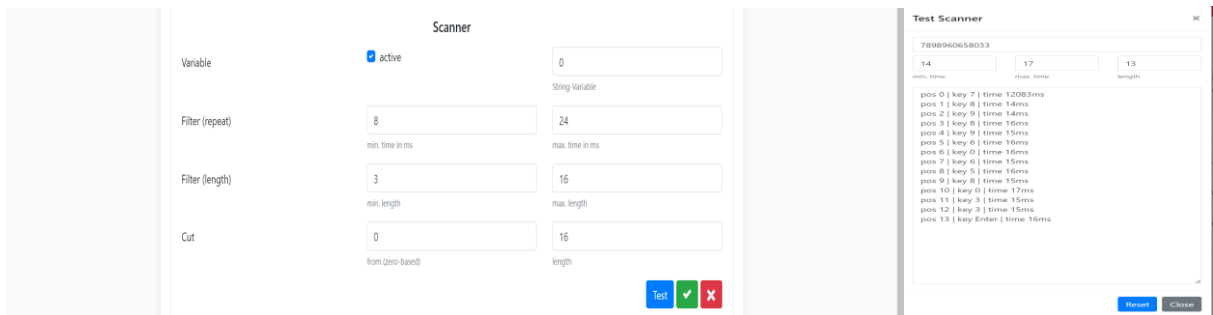 Scanner
Variable
active
0
String-Variable
Filter (repeat)
8
24
min. time in ms
max. time in ms
Filter (length)
3
16
min. length
max. length
Cut
0
16
from (zero-based)
length
Test
Test Scanner
7898960658033
14
17
13
min. time
max. time
length
pos 0 | key 7 | time 12083ms
pos 1 | key 8 | time 14ms
pos 2 | key 9 | time 14ms
pos 3 | key 8 | time 16ms
pos 4 | key 9 | time 15ms
pos 5 | key 6 | time 16ms
pos 6 | key 0 | time 16ms
pos 7 | key 6 | time 15ms
pos 8 | key 5 | time 16ms
pos 9 | key 8 | time 15ms
pos 10 | key 0 | time 17ms
pos 11 | key 3 | time 15ms
pos 12 | key 3 | time 15ms
pos 13 | key Enter | time 16ms
Reset
Close